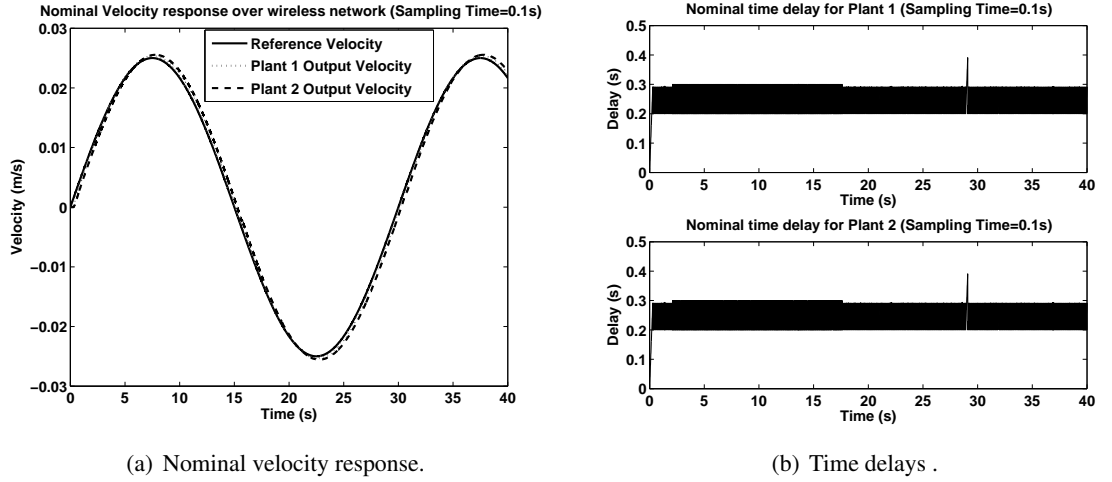 Nominal Velocity response over wireless network (Sampling Time=0.1s)
0.03
0.02
0.01
0
−0.01
−0.02
−0.03
Velocity (m/s)
Reference Velocity
Plant 1 Output Velocity
Plant 2 Output Velocity
0 5 10 15 20 25 30 35 40
Time (s)
(a) Nominal velocity response.
Nominal time delay for Plant 1 (Sampling Time=0.1s)
0.5
0.4
0.3
0.2
0.1
0
Delay (s)
0 5 10 15 20 25 30 35 40
Time (s)
Nominal time delay for Plant 2 (Sampling Time=0.1s)
0.5
0.4
0.3
0.2
0.1
0
Delay (s)
0 5 10 15 20 25 30 35 40
Time (s)
(b) Time delays .